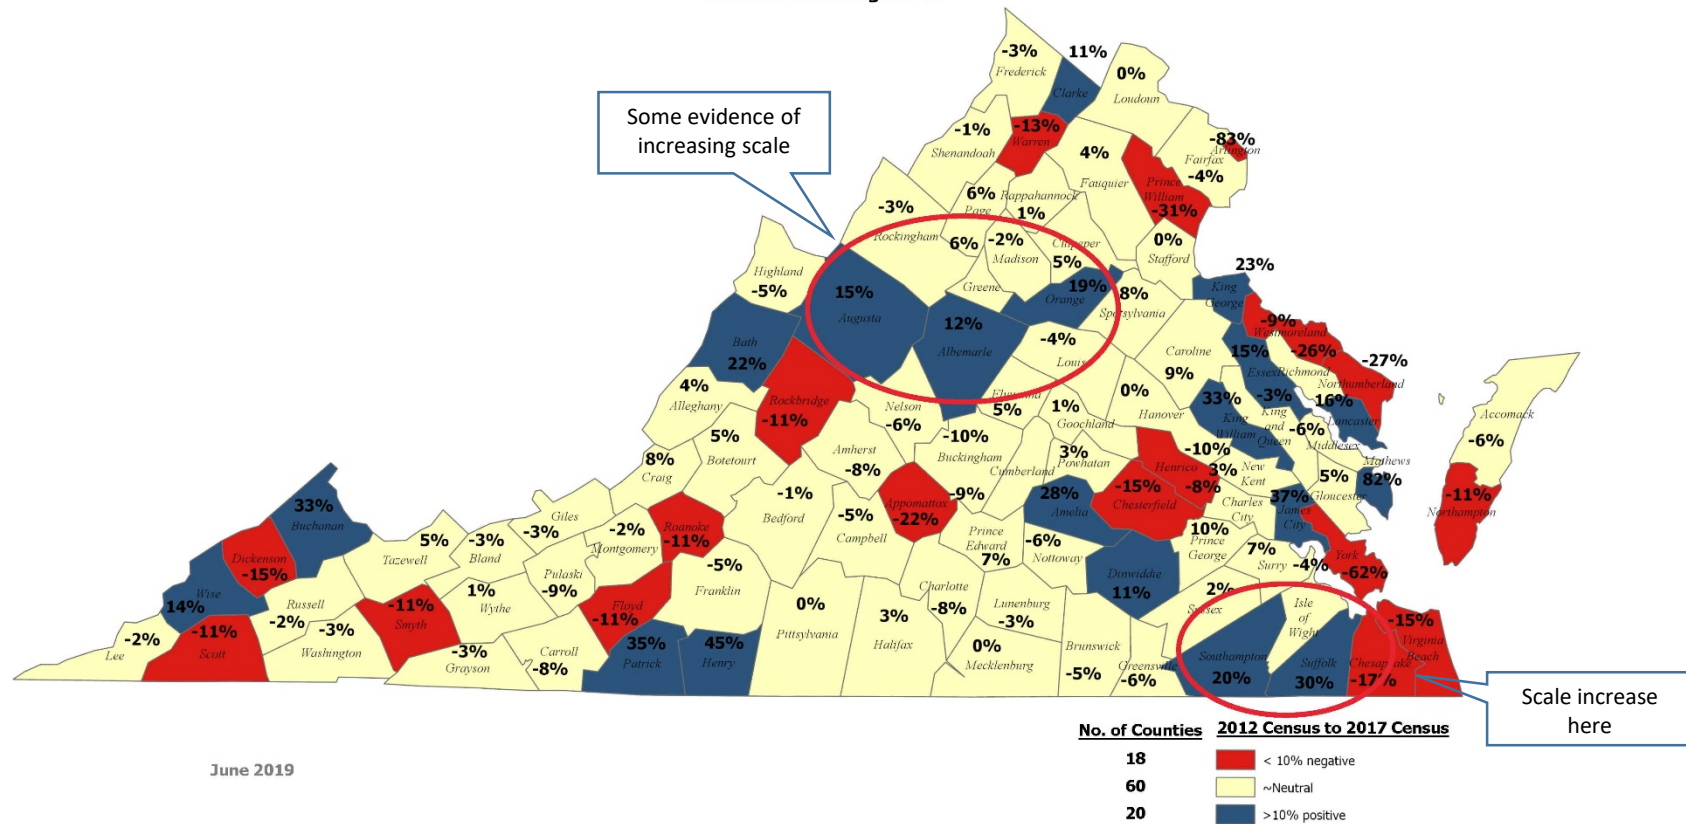 -3%
Frederick
11%
Clarke
0%
Loudoun
Some evidence of
increasing scale
-1%
Shenandoah
-13%
Warren
4%
Fauquier
-83%
Arlington
Fairfax
-4%
Prince
William
-31%
6%
Page
Rappahannock
1%
-3%
Rockingham
6%
-2%
Madison
Culpeper
5%
0%
Stafford
Highland
-5%
15%
Augusta
Greene
19%
Orange
8%
Spotsylvania
23%
King
George
12%
Albemarle
-4%
Louisa
Bath
22%
-9%
Westmoreland
-26%
-27%
Caroline
9%
15%
Essex
Richmond
Northumberland
4%
Alleghany
Rockbridge
-11%
Nelson
-6%
Fluvanna
5%
1%
Goochland
0%
Hanover
33%
King
William
-3%
King
and
Queen
16%
Lancaster
-6%
Middlesex
Accomack
-6%
5%
Botetourt
8%
Craig
Amherst
-8%
-10%
Buckingham
Cumberland
3%
Powhatan
Henrico
-8%
-10%
3%
New
Kent
5%
Gloucester
Mathews
82%
-11%
Northampton
33%
Buchanan
-1%
Bedford
-5%
Campbell
Appomattox
-22%
-9%
28%
Amelia
-15%
Chesterfield
Charles
City
37%
James
City
Giles
-3%
-2%
Montgomery
Roanoke
-11%
Prince
Edward
7%
-6%
Nottoway
10%
Prince
George
7%
Surry
-4%
York
-62%
Dickenson
-15%
5%
Tazewell
-3%
Bland
Pulaski
-9%
-5%
Franklin
Wise
14%
Russell
-2%
-11%
Smyth
1%
Wythe
Floyd
-11%
0%
Pittsylvania
3%
Halifax
Charlotte
-8%
Lunenburg
-3%
Dinwiddie
11%
2%
Sussex
Isle
of
Wight
-2%
Lee
-11%
Scott
-3%
Washington
-3%
Grayson
Carroll
-8%
35%
Patrick
45%
Henry
0%
Mecklenburg
Brunswick
-5%
Greensville
-6%
Southampton
20%
Suffolk
30%
Chesapeake
-17%
-15%
Virginia
Beach
Scale increase
here
No. of Counties 2012 Census to 2017 Census
18 < 10% negative
60 ~Neutral
20 >10% positive
June 2019